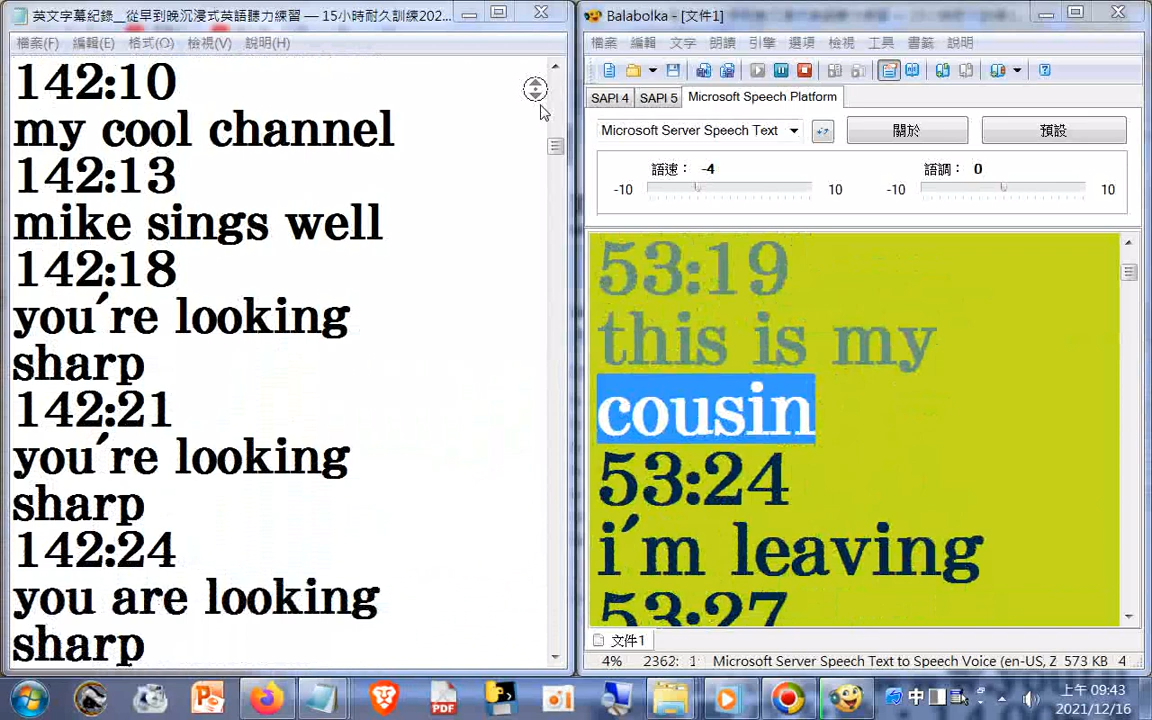 英文字幕紀錄__從早到晚沉浸式英語聽力練習 — 15小時耐久訓練202...
檔案(F) 編輯(E) 格式(O) 檢視(V) 說明(H)
142:10
my cool channel
142:13
mike sings well
142:18
you're looking
sharp
142:21
you're looking
sharp
142:24
you are looking
sharp
Balabolka - [文件1]
檔案 編輯 文字 朗讀 引擎 選項 檢視 工具 書籤 說明
SAPI 4 SAPI 5 Microsoft Speech Platform
Microsoft Server Speech Text 關於 預設
語速： -4 語調： 0
-10 10 -10 10
53:19
this is my
cousin
53:24
i'm leaving
53:27
文件1
4% 2362: 1 Microsoft Server Speech Text to Speech Voice (en-US, Z 573 KB 4
中 上午 09:43
2021/12/16